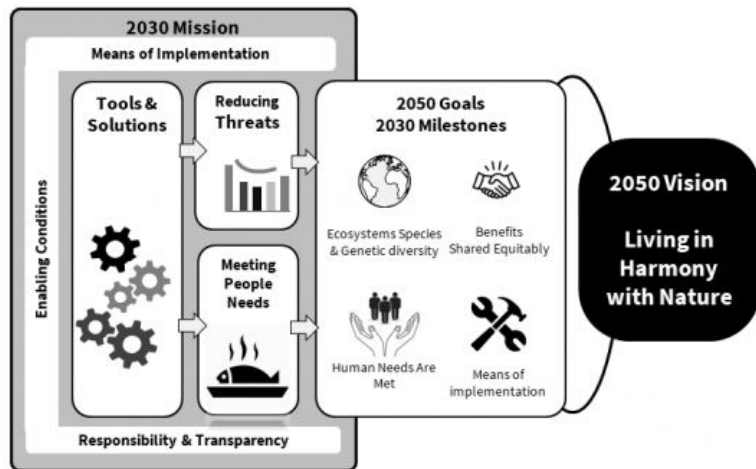 2030 Mission
Means of Implementation
Enabling Conditions
Tools &
Solutions
Reducing
Threats
Meeting
People
Needs
Responsibility & Transparency
2050 Goals
2030 Milestones
Ecosystems Species
& Genetic diversity
Benefits
Shared Equitably
Human Needs Are
Met
Means of
implementation
2050 Vision
Living in
Harmony
with Nature